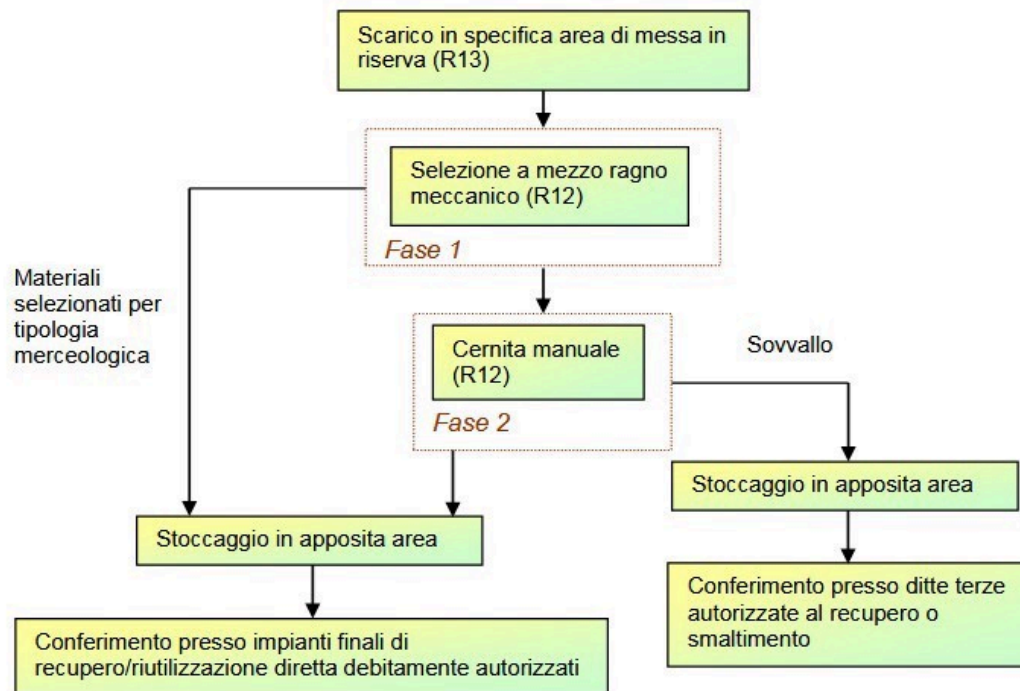 Scarico in specifica area di messa in
riserva (R13)
Selezione a mezzo ragno
meccanico (R12)
Fase 1
Materiali
selezionati per
tipologia
merceologica
Cernita manuale
(R12)
Fase 2
Sovvallo
Stoccaggio in apposita area
Stoccaggio in apposita area
Conferimento presso ditte terze
autorizzate al recupero o
smaltimento
Conferimento presso impianti finali di
recupero/riutilizzazione diretta debitamente autorizzati